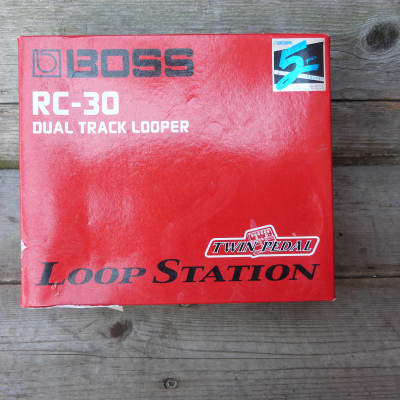 BOSS
5
RC-30
DUAL TRACK LOOPER
TWIN PEDAL
LOOP STATION